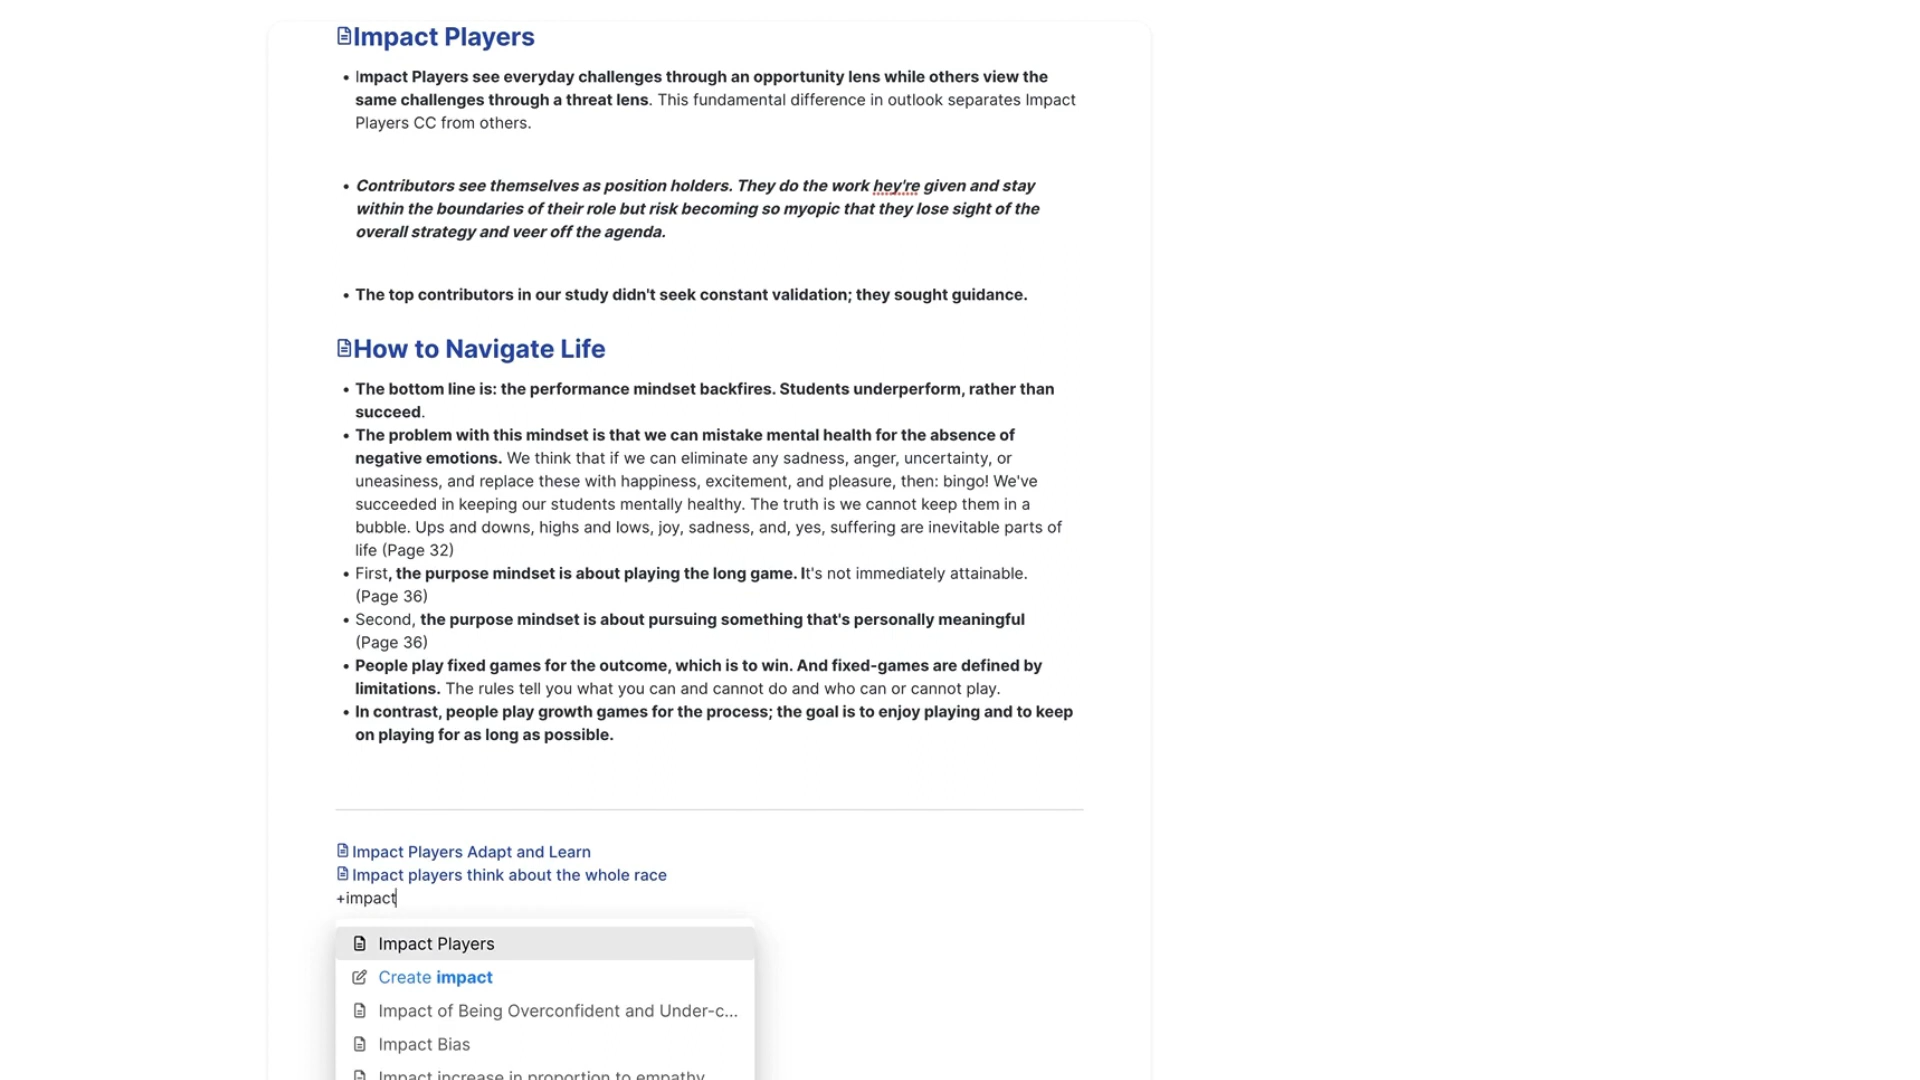 Impact Players
• Impact Players see everyday challenges through an opportunity lens while others view the
same challenges through a threat lens. This fundamental difference in outlook separates Impact
Players CC from others.
• Contributors see themselves as position holders. They do the work hey're given and stay
within the boundaries of their role but risk becoming so myopic that they lose sight of the
overall strategy and veer off the agenda.
• The top contributors in our study didn't seek constant validation; they sought guidance.
How to Navigate Life
• The bottom line is: the performance mindset backfires. Students underperform, rather than
succeed.
• The problem with this mindset is that we can mistake mental health for the absence of
negative emotions. We think that if we can eliminate any sadness, anger, uncertainty, or
uneasiness, and replace these with happiness, excitement, and pleasure, then: bingo! We've
succeeded in keeping our students mentally healthy. The truth is we cannot keep them in a
bubble. Ups and downs, highs and lows, joy, sadness, and, yes, suffering are inevitable parts of
life (Page 32)
• First, the purpose mindset is about playing the long game. It's not immediately attainable.
(Page 36)
• Second, the purpose mindset is about pursuing something that's personally meaningful
(Page 36)
• People play fixed games for the outcome, which is to win. And fixed-games are defined by
limitations. The rules tell you what you can and cannot do and who can or cannot play.
• In contrast, people play growth games for the process; the goal is to enjoy playing and to keep
on playing for as long as possible.
Impact Players Adapt and Learn
Impact players think about the whole race
+impact
Impact Players
Create impact
Impact of Being Overconfident and Under-c...
Impact Bias
Impact increase in proportion to empathy